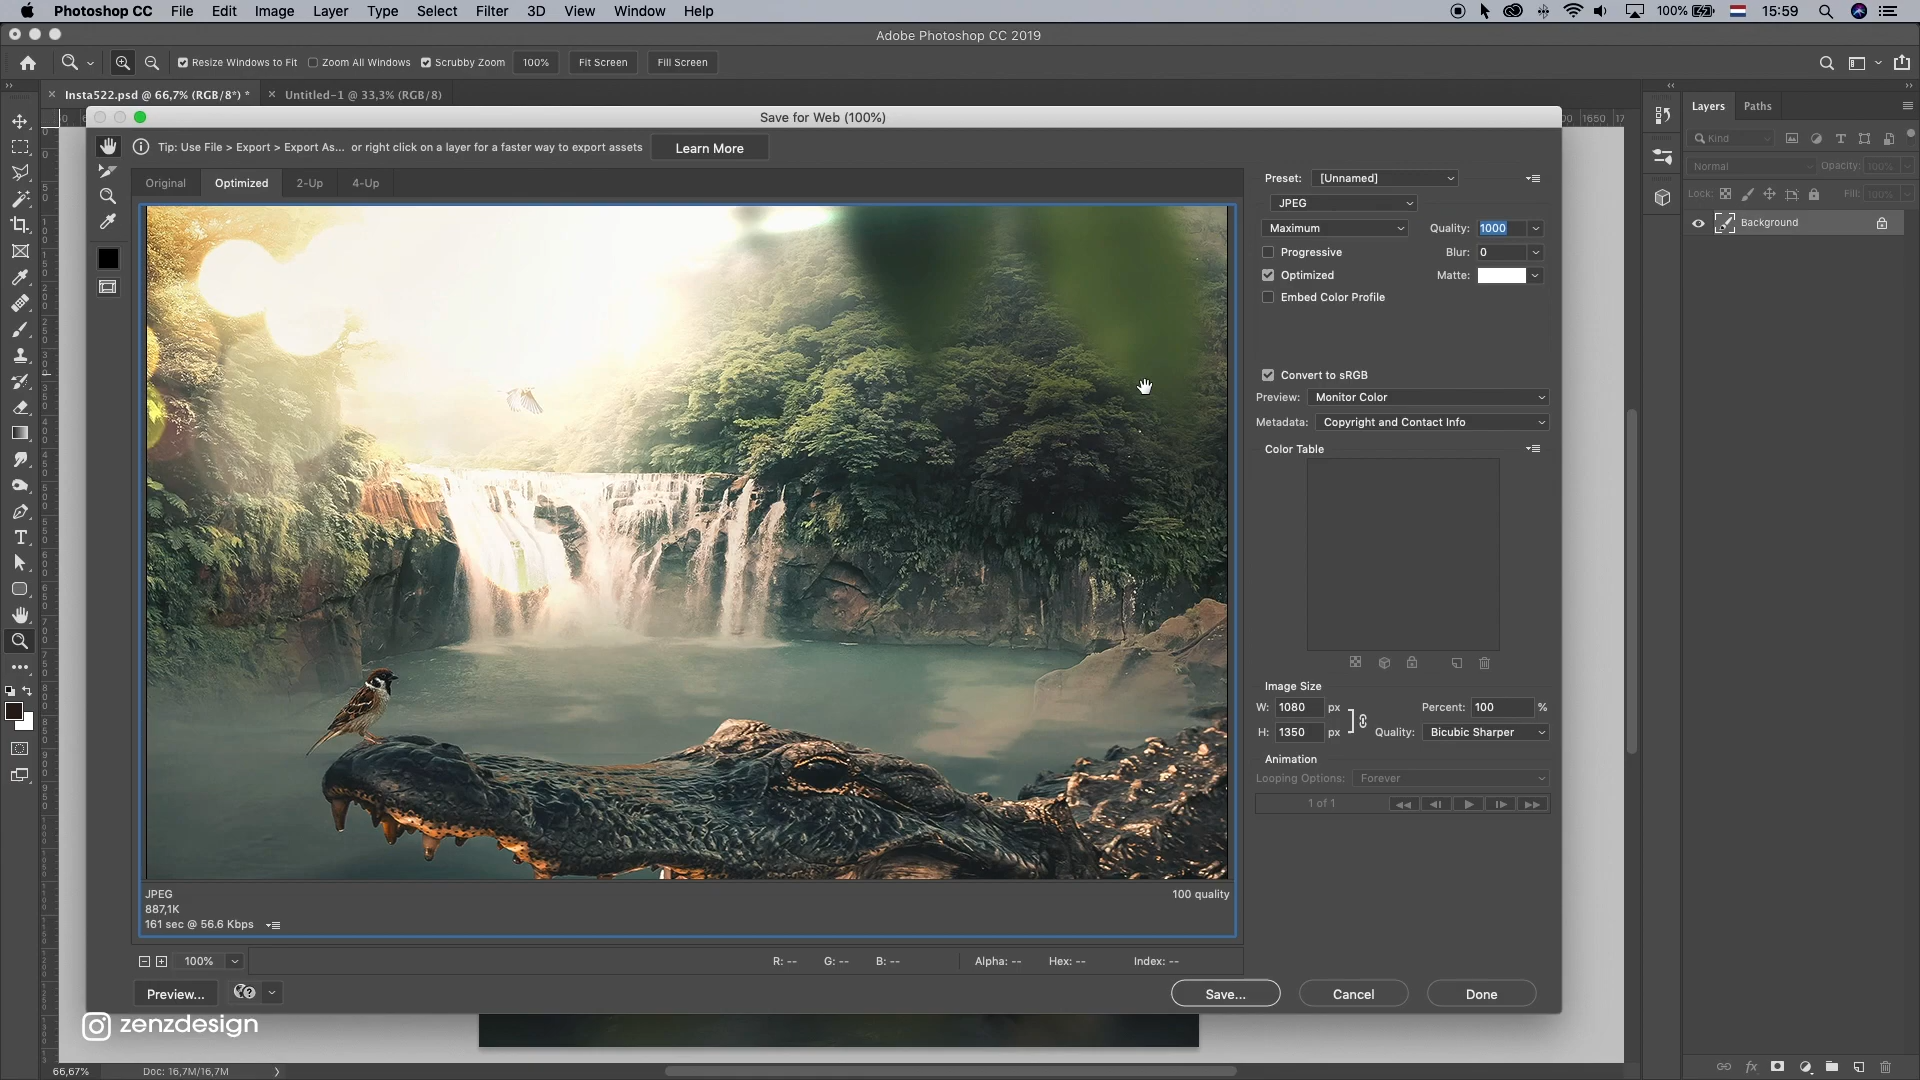 Photoshop CC File Edit Image Layer Type Select Filter 3D View Window Help 100% 15:59
Adobe Photoshop CC 2019
Resize Windows to Fit Zoom All Windows Scrubby Zoom 100% Fit Screen Fill Screen
Insta522.psd @ 66,7% (RGB/8*) * Untitled-1 @ 33,3% (RGB/8)
Layers Paths
Save for Web (100%)
Tip: Use File > Export > Export As... or right click on a layer for a faster way to export assets Learn More
Kind
Normal Opacity: 100%
Lock: Fill: 100%
Background
Original Optimized 2-Up 4-Up
Preset: [Unnamed]
JPEG
Maximum Quality: 1000
Progressive Blur: 0
Optimized Matte:
Embed Color Profile
Convert to sRGB
Preview: Monitor Color
Metadata: Copyright and Contact Info
Color Table
Image Size
W: 1080 px Percent: 100 %
H: 1350 px Quality: Bicubic Sharper
Animation
Looping Options: Forever
1 of 1
JPEG 100 quality
887,1K
161 sec @ 56.6 Kbps
100% R: -- G: -- B: -- Alpha: -- Hex: -- Index: --
Preview... Save... Cancel Done
zenzdesign
66,67% Doc: 16,7M/16,7M